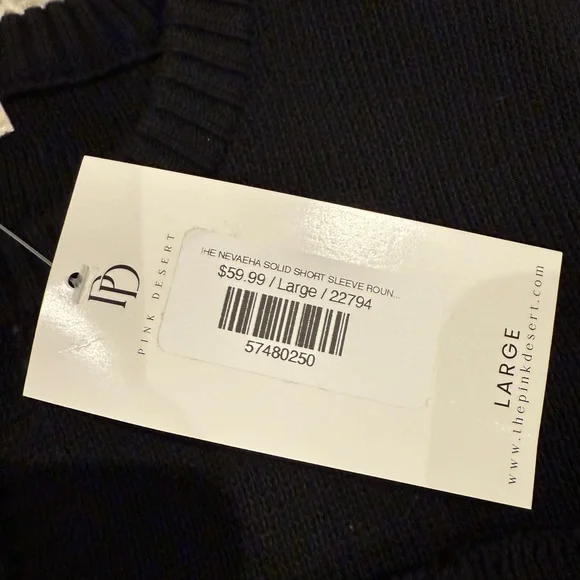 PD
PINK DESERT
THE NEVAEHA SOLID SHORT SLEEVE ROUN...
$59.99 / Large / 22794
57480250
LARGE
www.thepinkdesert.com